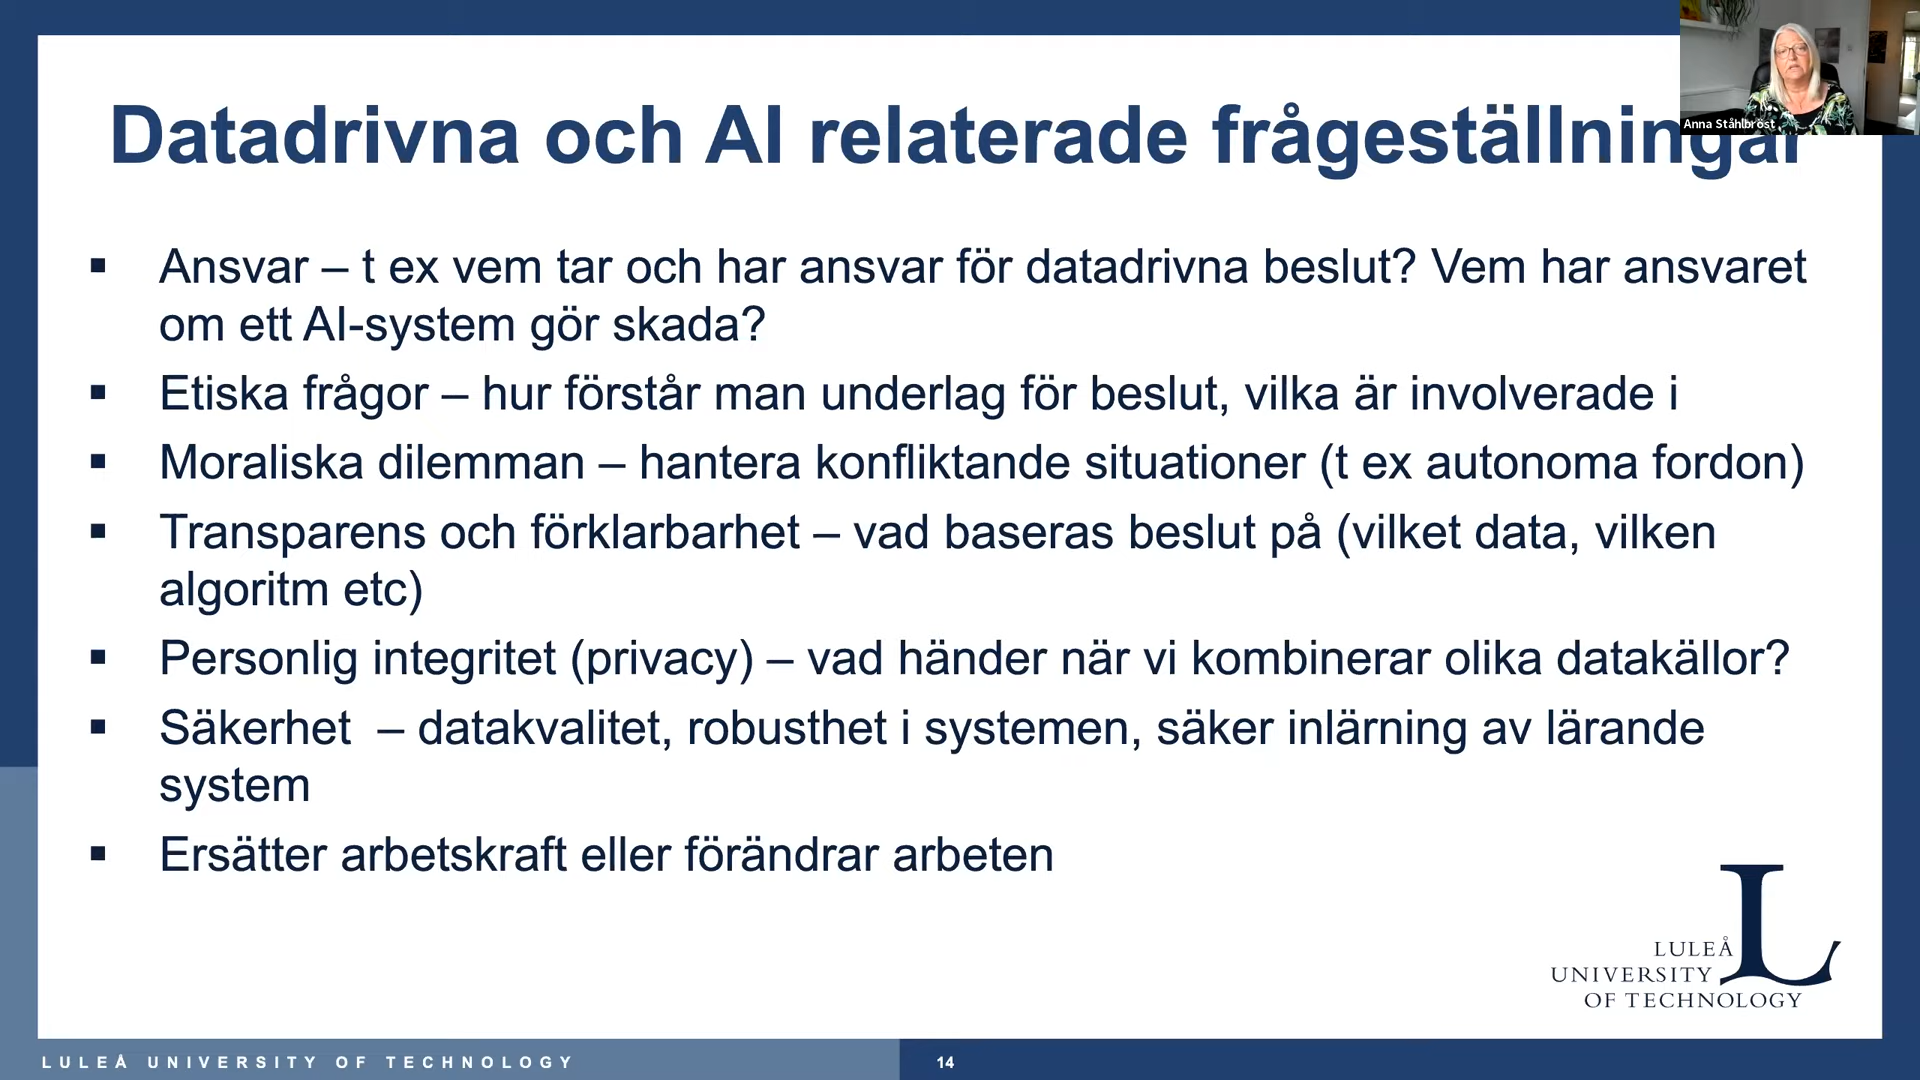 Anna Ståhlbröst
Datadrivna och AI relaterade frågeställningar
▪ Ansvar – t ex vem tar och har ansvar för datadrivna beslut? Vem har ansvaret
om ett AI-system gör skada?
▪ Etiska frågor – hur förstår man underlag för beslut, vilka är involverade i
▪ Moraliska dilemman – hantera konfliktande situationer (t ex autonoma fordon)
▪ Transparens och förklarbarhet – vad baseras beslut på (vilket data, vilken
algoritm etc)
▪ Personlig integritet (privacy) – vad händer när vi kombinerar olika datakällor?
▪ Säkerhet – datakvalitet, robusthet i systemen, säker inlärning av lärande
system
▪ Ersätter arbetskraft eller förändrar arbeten
L
LULEÅ
UNIVERSITY
OF TECHNOLOGY
LULEÅ UNIVERSITY OF TECHNOLOGY
14